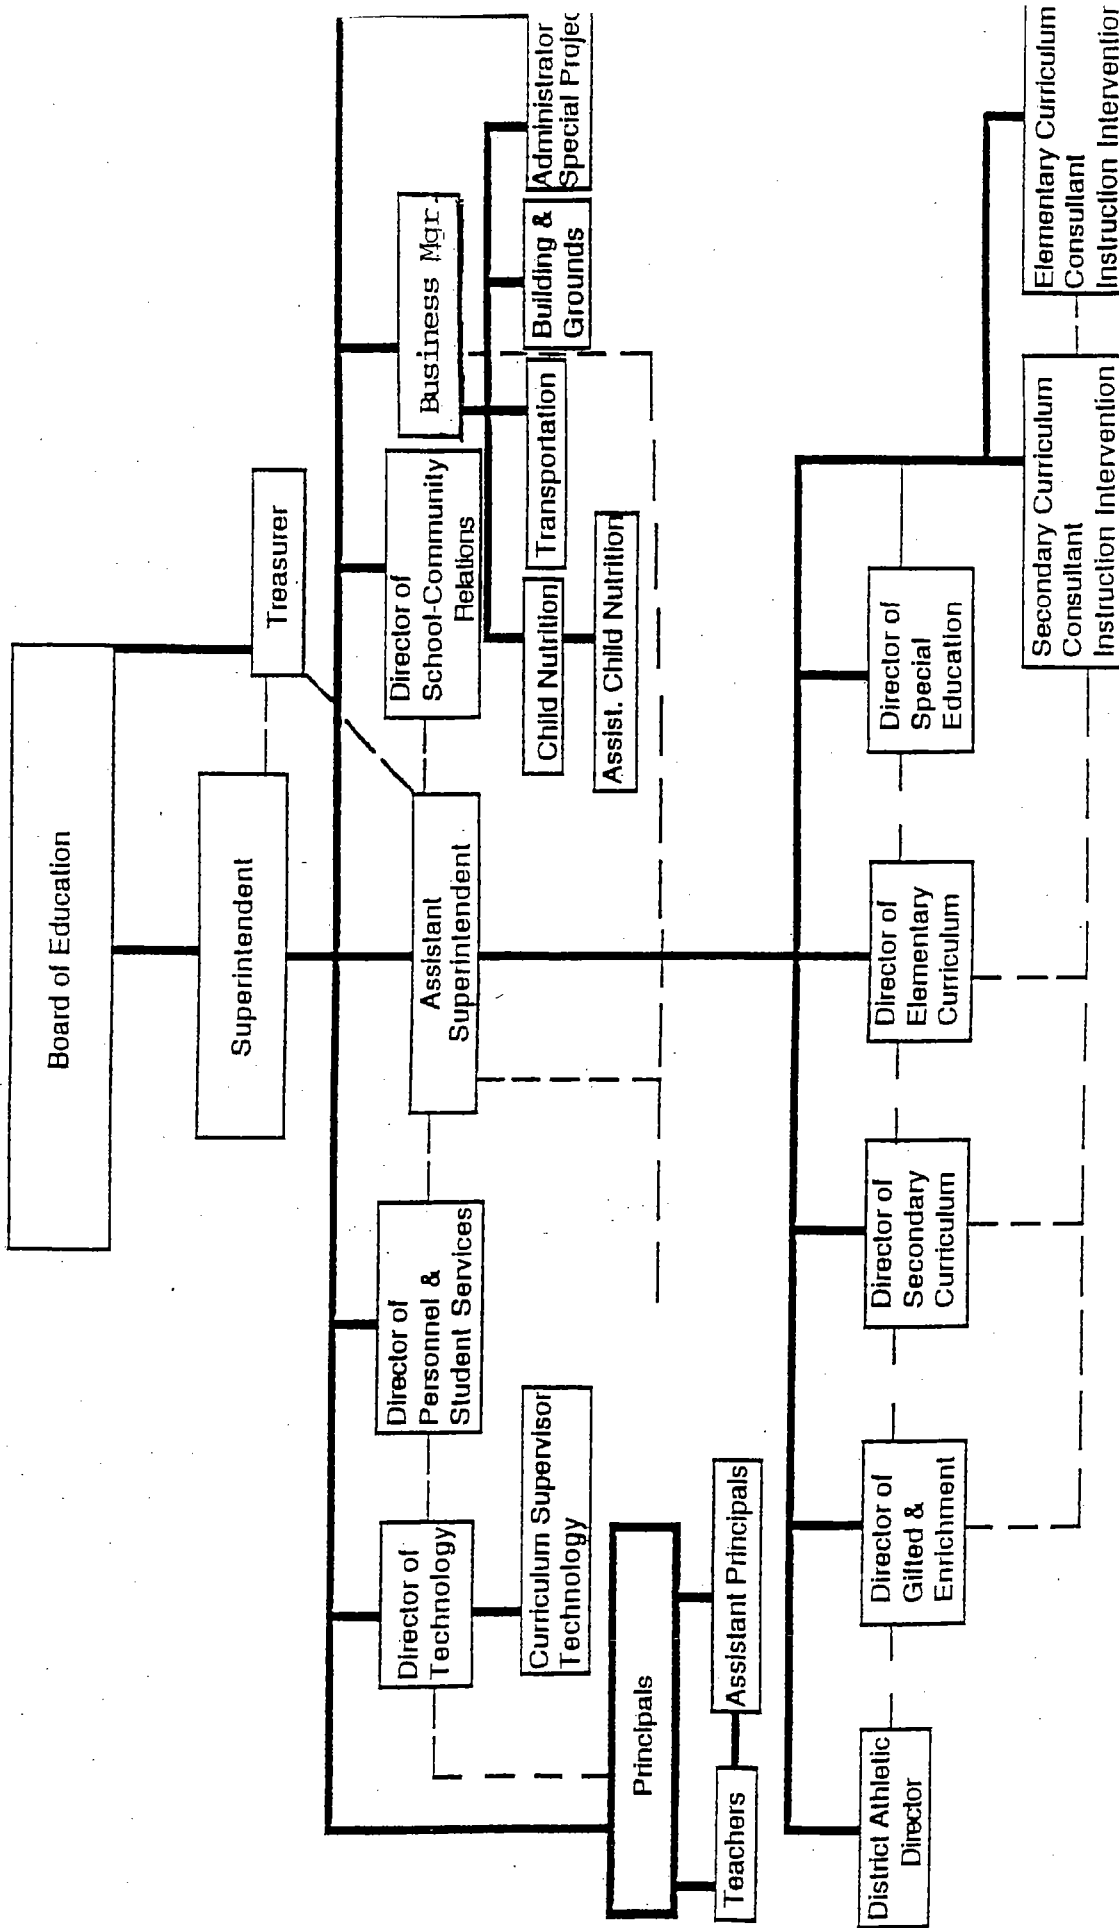 Board of Education
Superintendent
Treasurer
Director of
Technology
Director of
Personnel &
Student Services
Assistant
Superintendent
Director of
School-Community
Relations
Business Mgr.
Curriculum Supervisor
Technology
Child Nutrition
Transportation
Building &
Grounds
Administrator
Special Projec
Assist. Child Nutrition
Principals
Teachers
Assistant Principals
District Athletic
Director
Director of
Gifted &
Enrichment
Director of
Secondary
Curriculum
Director of
Elementary
Curriculum
Director of
Special
Education
Secondary Curriculum
Consultant
Instruction Intervention
Elementary Curriculum
Consultant
Instruction Intervention